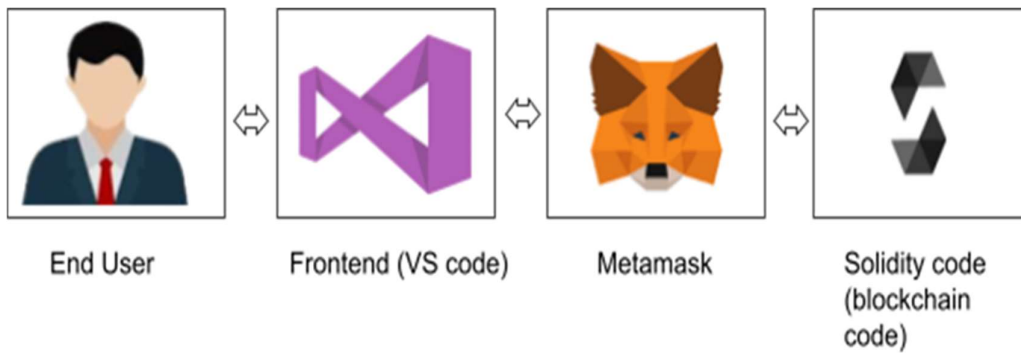 End User
Frontend (VS code)
Metamask
Solidity code
(blockchain
code)